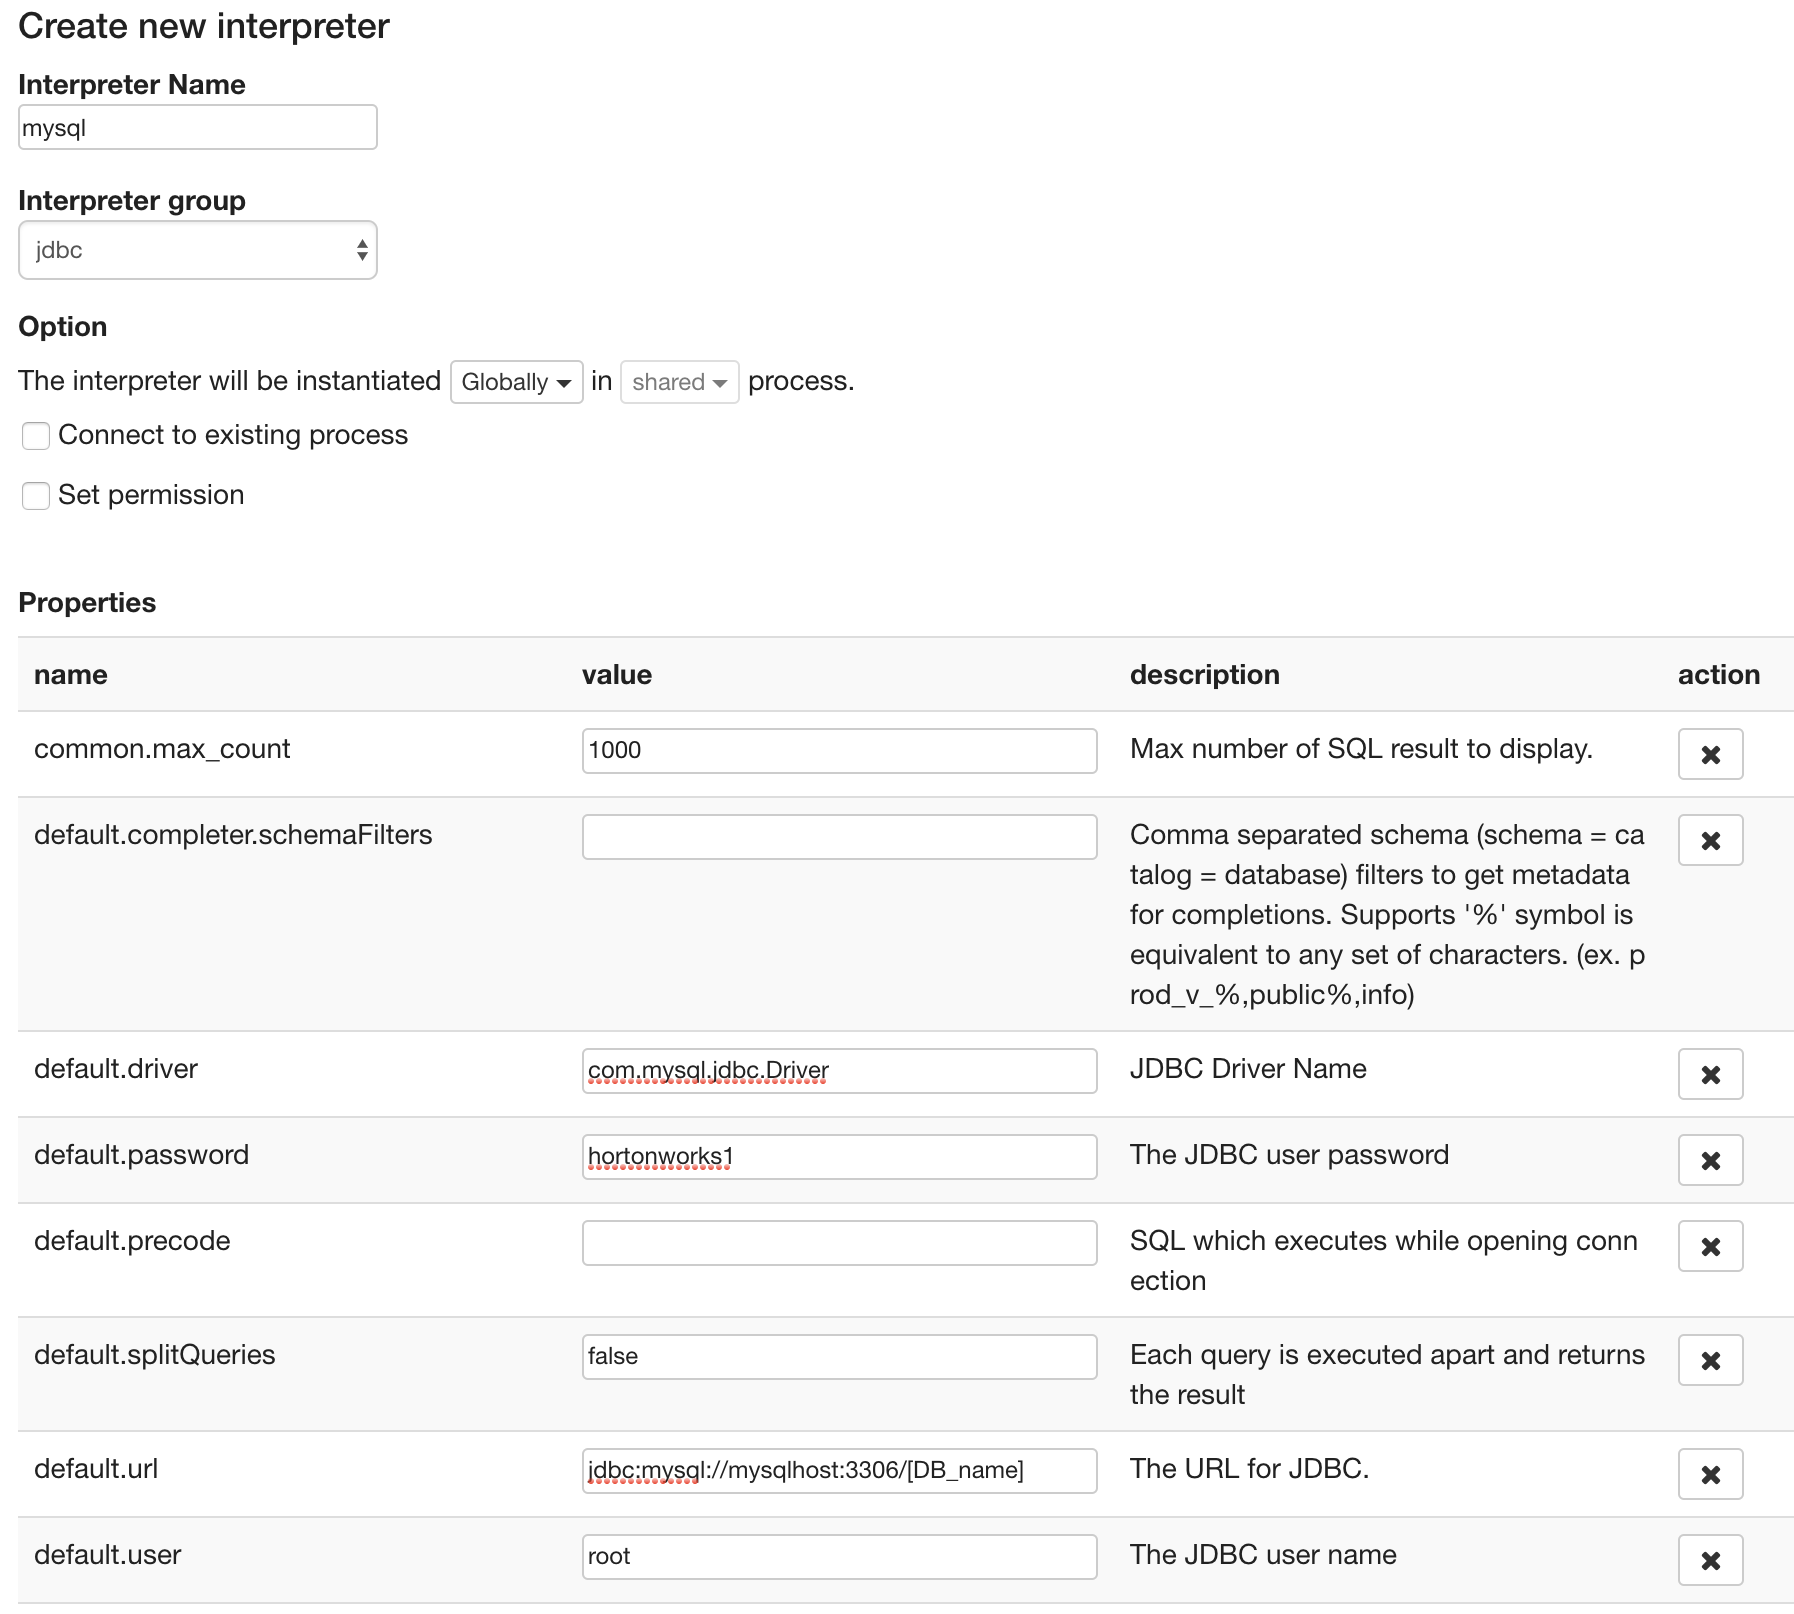 Create new interpreter
Interpreter Name
mysql
Interpreter group
jdbc
Option
The interpreter will be instantiated Globally in shared process.
Connect to existing process
Set permission
Properties
name value description action
common.max_count 1000 Max number of SQL result to display.
default.completer.schemaFilters Comma separated schema (schema = ca
talog = database) filters to get metadata
for completions. Supports '%' symbol is
equivalent to any set of characters. (ex. p
rod_v_%,public%,info)
default.driver com.mysql.jdbc.Driver JDBC Driver Name
default.password hortonworks1 The JDBC user password
default.precode SQL which executes while opening conn
ection
default.splitQueries false Each query is executed apart and returns
the result
default.url jdbc:mysql://mysqlhost:3306/[DB_name] The URL for JDBC.
default.user root The JDBC user name